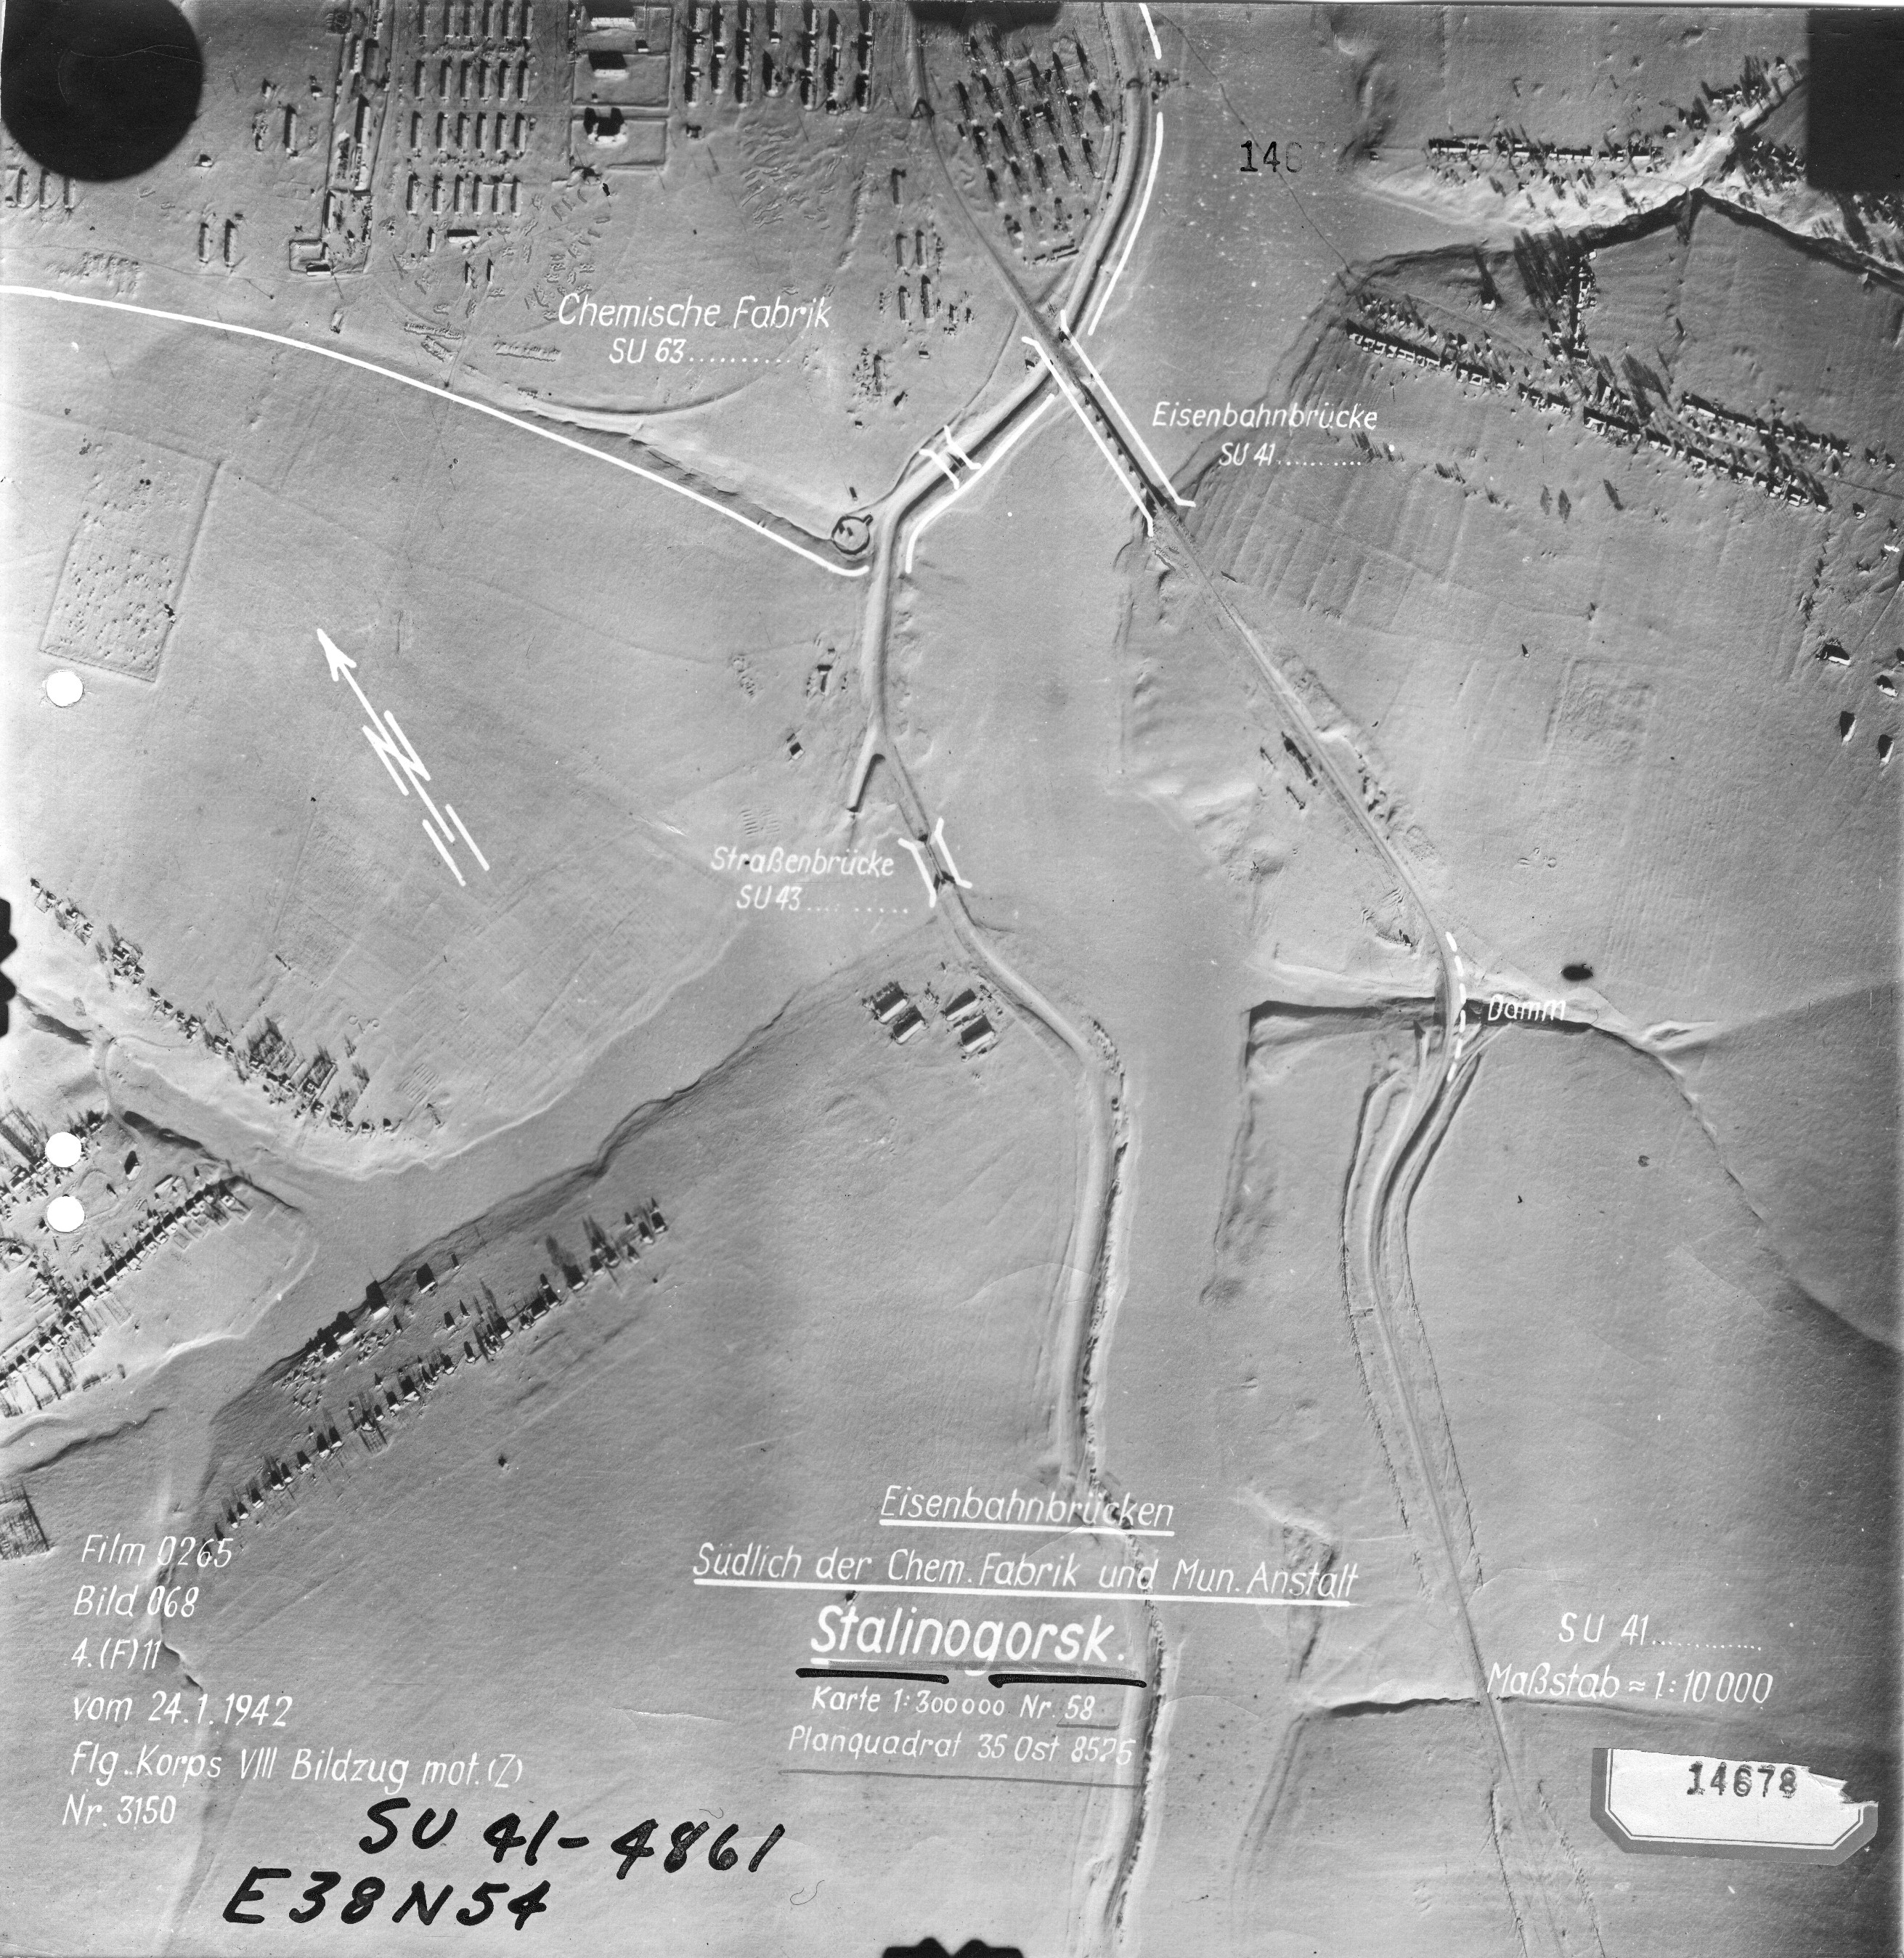 146
Chemische Fabrik
SU 63..........
Eisenbahnbrücke
SU 41..........
N
Straßenbrücke
SU 43..........
Damm
Eisenbahnbrücken
Südlich der Chem. Fabrik und Mun. Anstalt
Stalinogorsk.
Karte 1:300000 Nr. 58
Planquadrat 35 Ost 8525
Film 0265
Bild 068
4.(F)11
vom 24.1.1942
Flg. Korps VIII Bildzug mot.(Z)
Nr. 3150
SU 41............
Maßstab ≈ 1:10 000
14678
SU 41-4861
E38N54